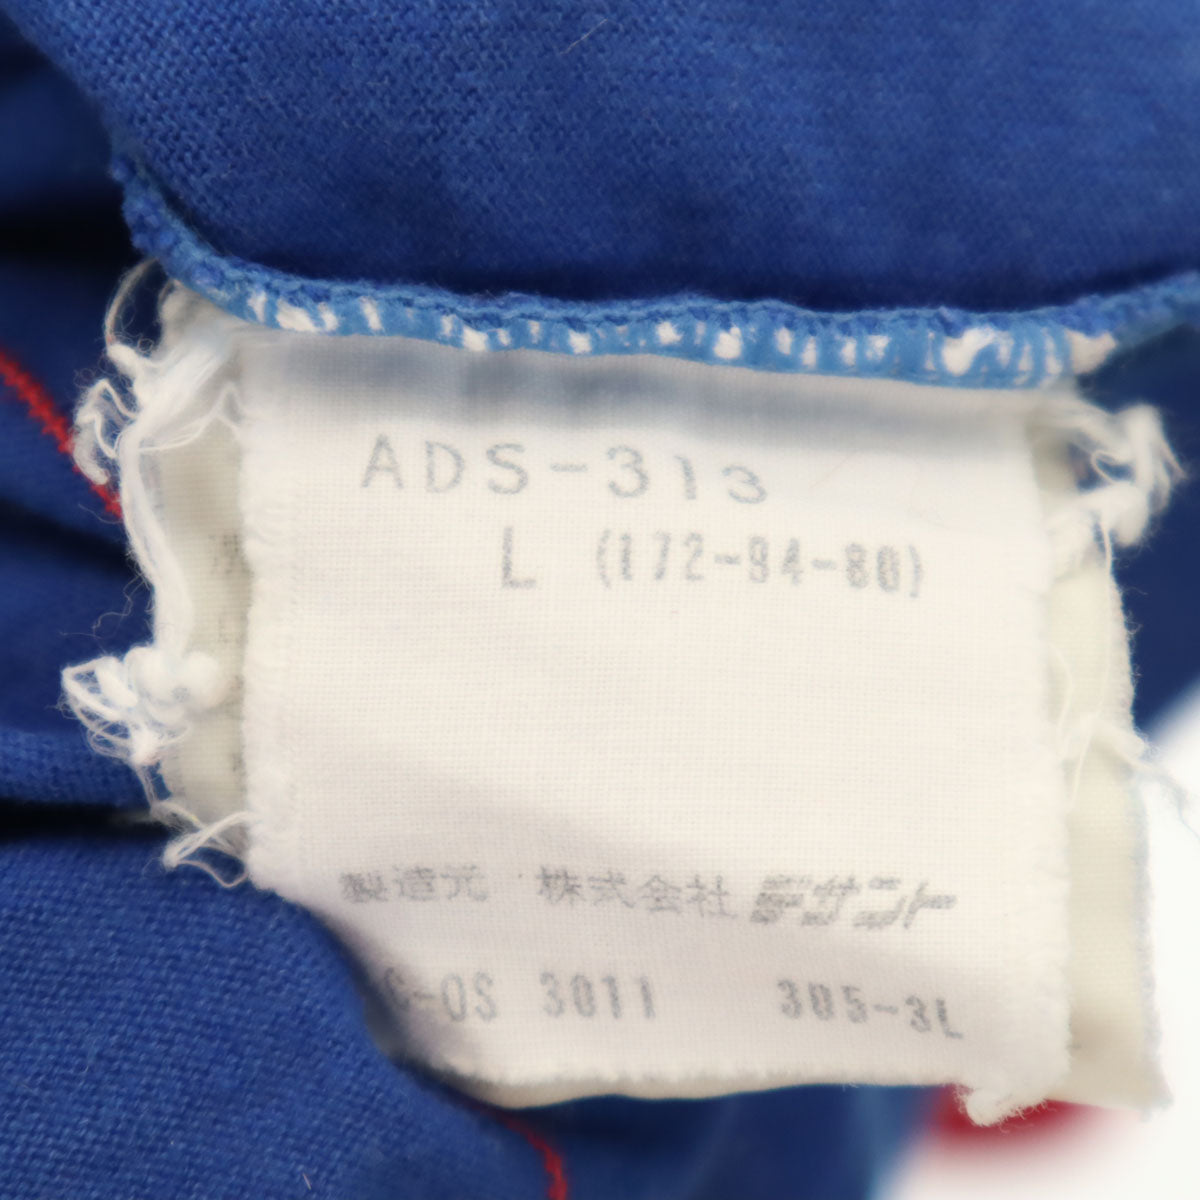 ADS-313
L (172-94-80)
製造元 株式会社 デサント
C-OS 3011 305-3L